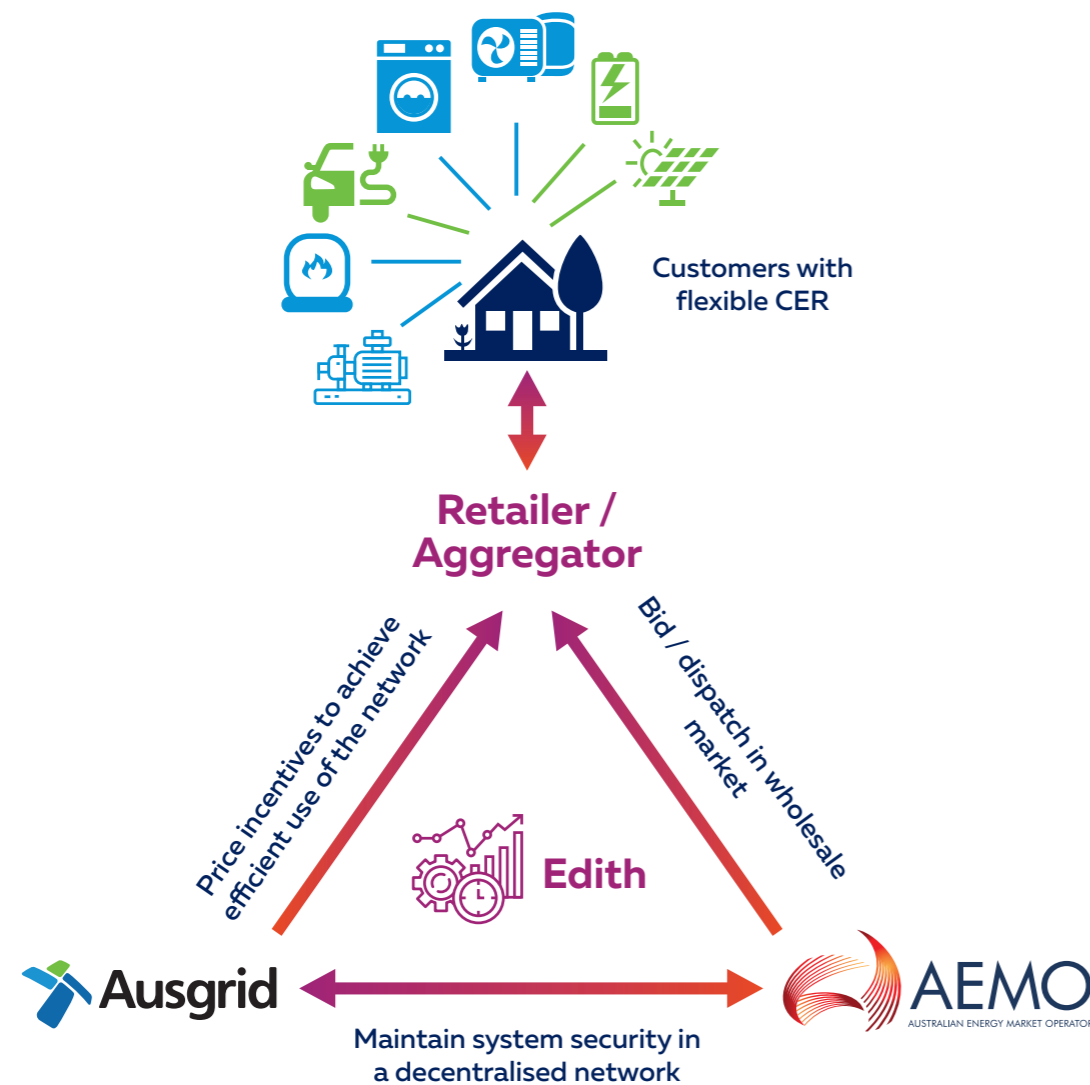 Customers with
flexible CER
Retailer /
Aggregator
Price incentives to achieve
efficient use of the network
Bid / dispatch in wholesale
market
Edith
Ausgrid
AEMO
AUSTRALIAN ENERGY MARKET OPERATOR
Maintain system security in
a decentralised network